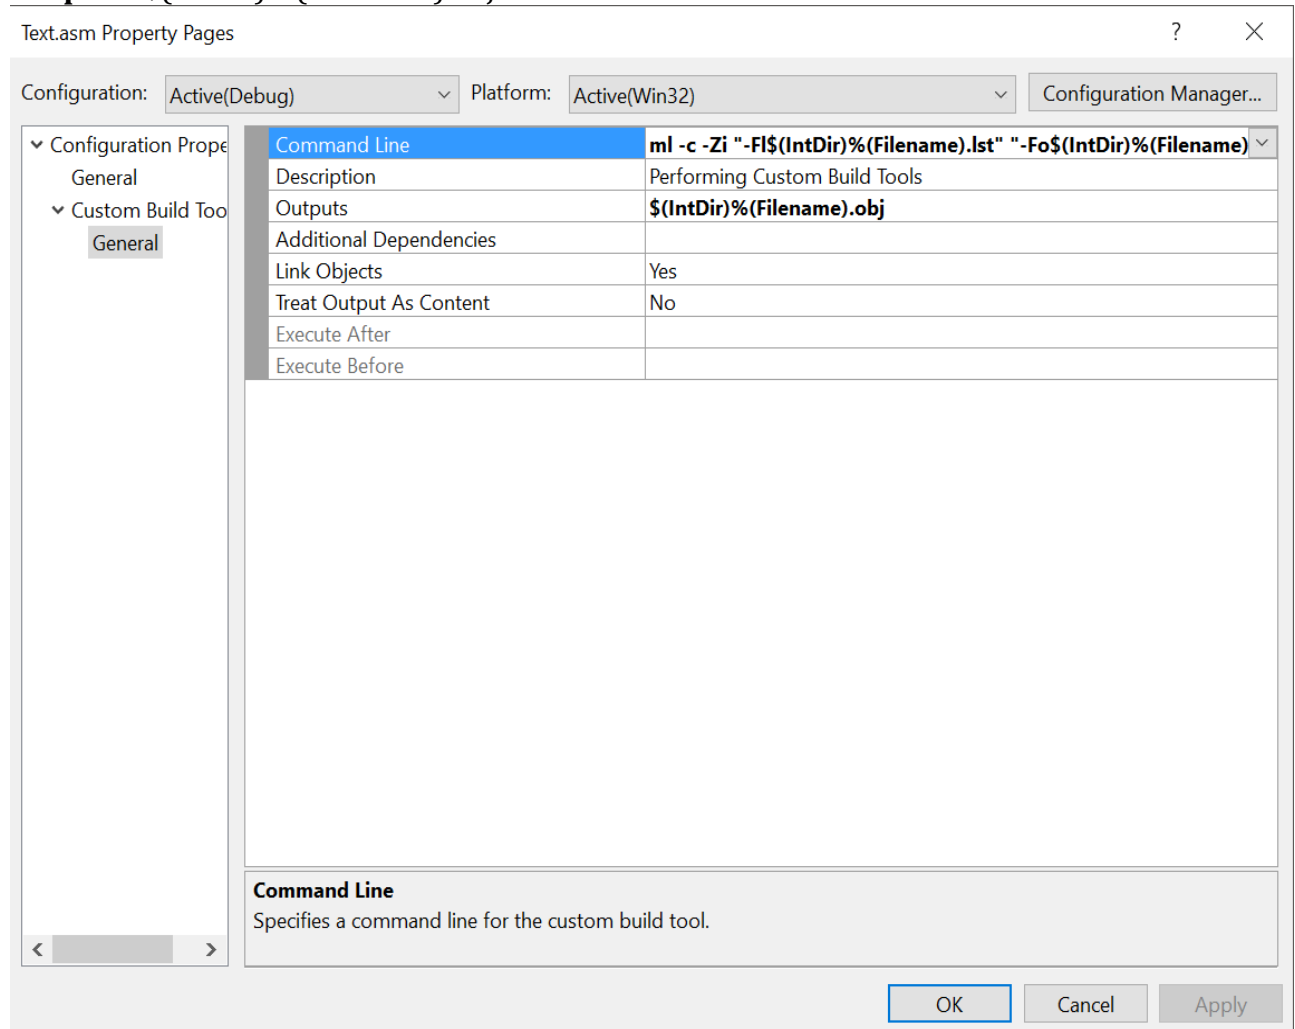 Text.asm Property Pages ?
Configuration: Active(Debug) Platform: Active(Win32) Configuration Manager...
Configuration Prope
General
Custom Build Too
General
Command Line ml -c -Zi "-Fl$(IntDir)%(Filename).lst" "-Fo$(IntDir)%(Filename)
Description Performing Custom Build Tools
Outputs $(IntDir)%(Filename).obj
Additional Dependencies
Link Objects Yes
Treat Output As Content No
Execute After
Execute Before
Command Line
Specifies a command line for the custom build tool.
OK Cancel Apply